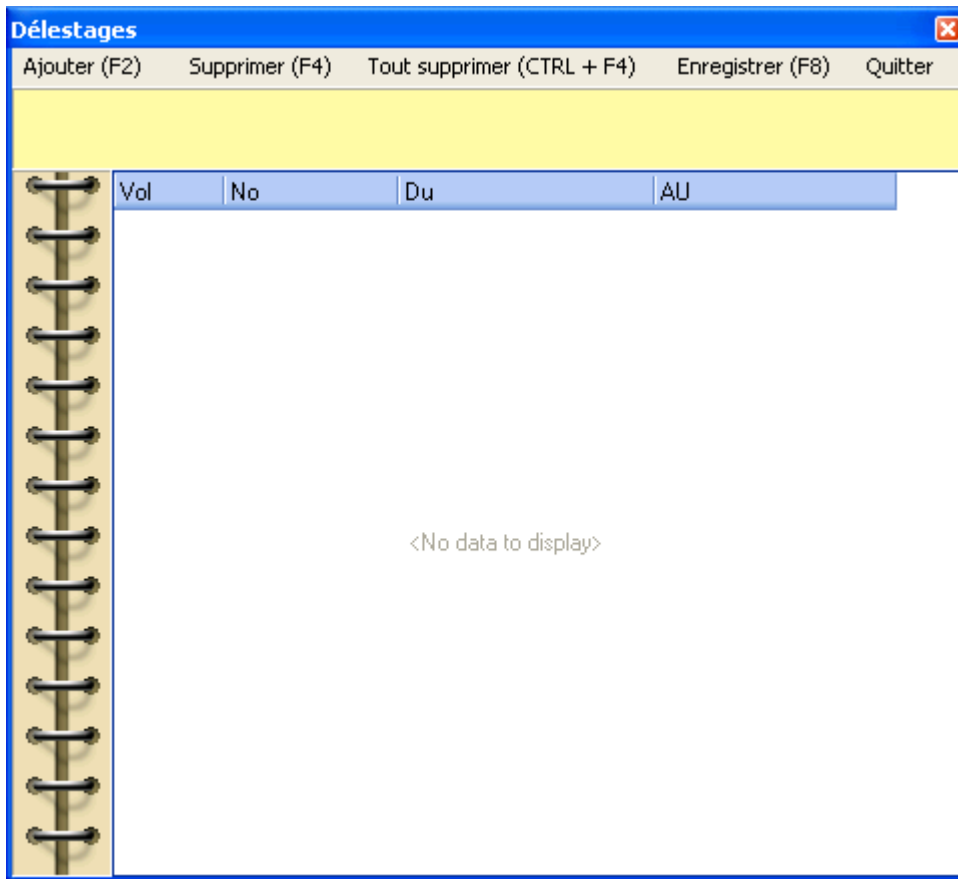 Délestages
Ajouter (F2) Supprimer (F4) Tout supprimer (CTRL + F4) Enregistrer (F8) Quitter
Vol No Du AU
<No data to display>